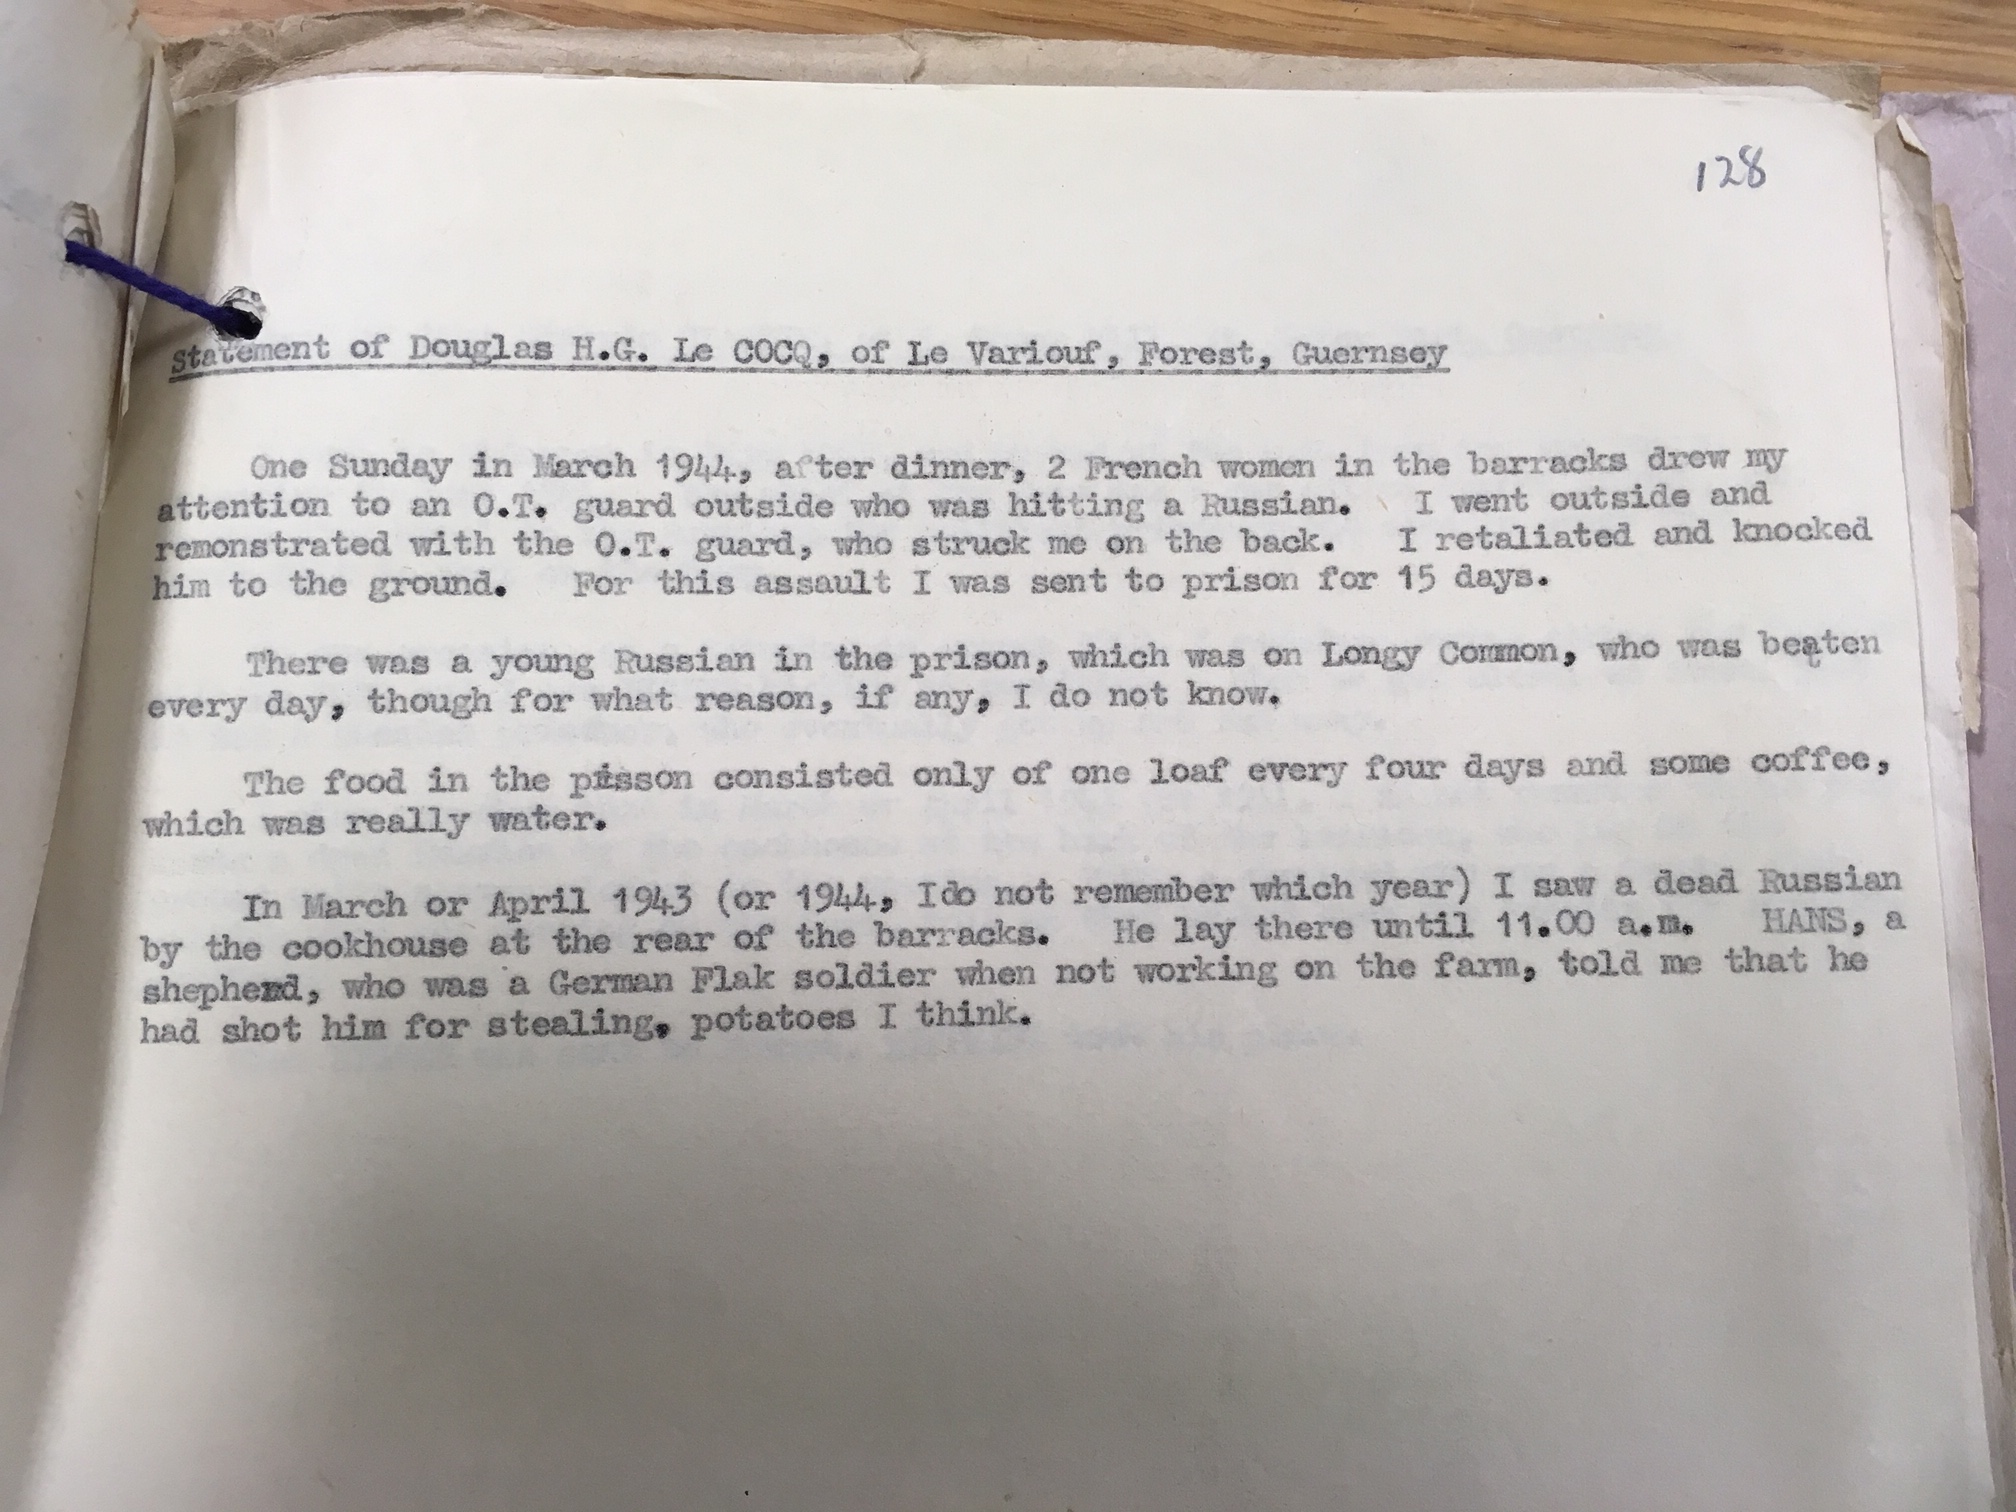 128
Statement of Douglas H.G. Le COCQ, of Le Variouf, Forest, Guernsey
One Sunday in March 1944, after dinner, 2 French women in the barracks drew my
attention to an O.T. guard outside who was hitting a Russian. I went outside and
remonstrated with the O.T. guard, who struck me on the back. I retaliated and knocked
him to the ground. For this assault I was sent to prison for 15 days.
There was a young Russian in the prison, which was on Longy Common, who was beaten
every day, though for what reason, if any, I do not know.
The food in the prisson consisted only of one loaf every four days and some coffee,
which was really water.
In March or April 1943 (or 1944, I do not remember which year) I saw a dead Russian
by the cookhouse at the rear of the barracks. He lay there until 11.00 a.m. HANS, a
shepherd, who was a German Flak soldier when not working on the farm, told me that he
had shot him for stealing, potatoes I think.